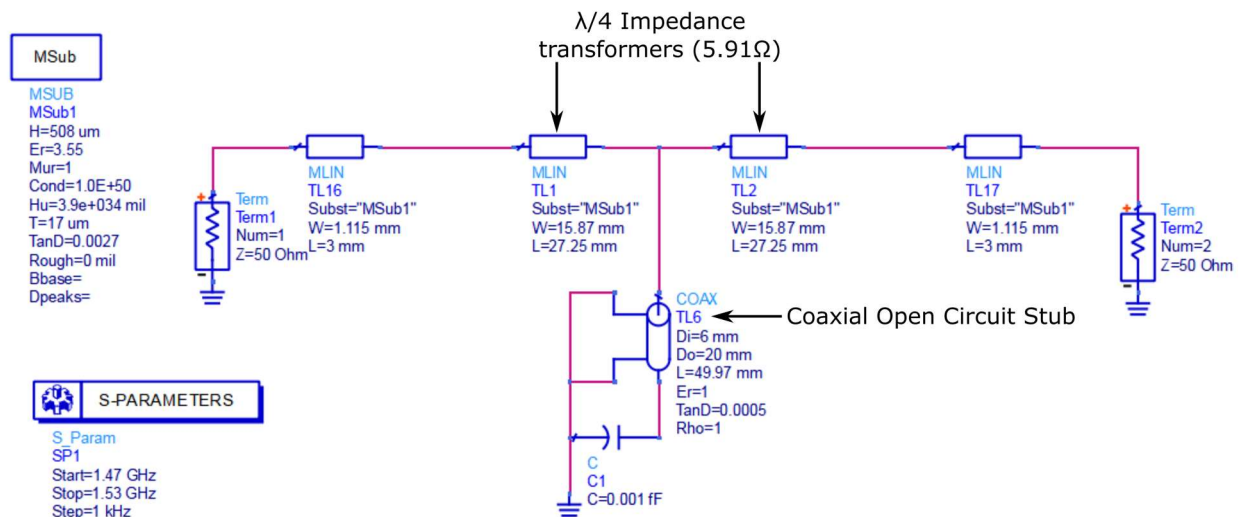 λ/4 Impedance
transformers (5.91Ω)
MSub
MSUB
MSub1
H=508 um
Er=3.55
Mur=1
Cond=1.0E+50
Hu=3.9e+034 mil
T=17 um
TanD=0.0027
Rough=0 mil
Bbase=
Dpeaks=
+
-
Term
Term1
Num=1
Z=50 Ohm
MLIN
TL16
Subst="MSub1"
W=1.115 mm
L=3 mm
MLIN
TL1
Subst="MSub1"
W=15.87 mm
L=27.25 mm
MLIN
TL2
Subst="MSub1"
W=15.87 mm
L=27.25 mm
MLIN
TL17
Subst="MSub1"
W=1.115 mm
L=3 mm
+
-
Term
Term2
Num=2
Z=50 Ohm
COAX
TL6
Di=6 mm
Do=20 mm
L=49.97 mm
Er=1
TanD=0.0005
Rho=1
Coaxial Open Circuit Stub
C
C1
C=0.001 fF
S-PARAMETERS
S_Param
SP1
Start=1.47 GHz
Stop=1.53 GHz
Step=1 kHz